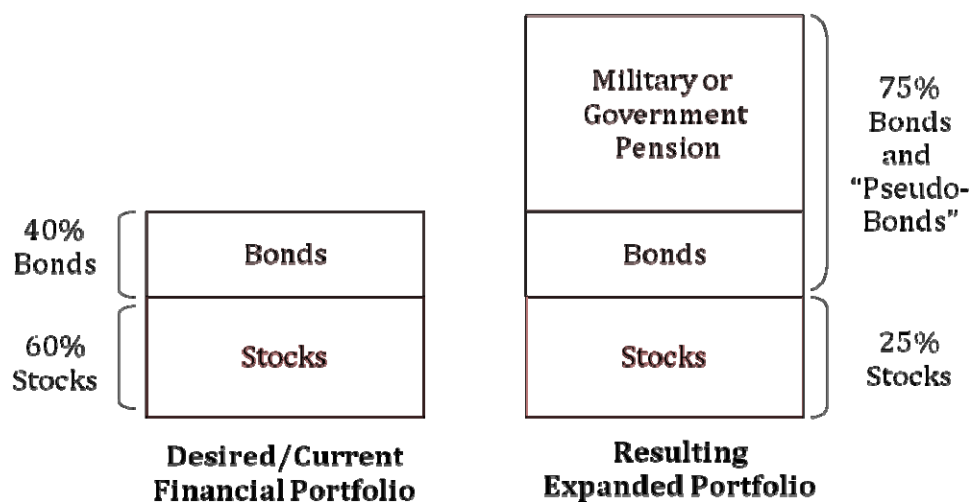 40%
Bonds
60%
Stocks
Bonds
Stocks
Desired/Current
Financial Portfolio
Military or
Government
Pension
Bonds
Stocks
75%
Bonds
and
“Pseudo-
Bonds”
25%
Stocks
Resulting
Expanded Portfolio